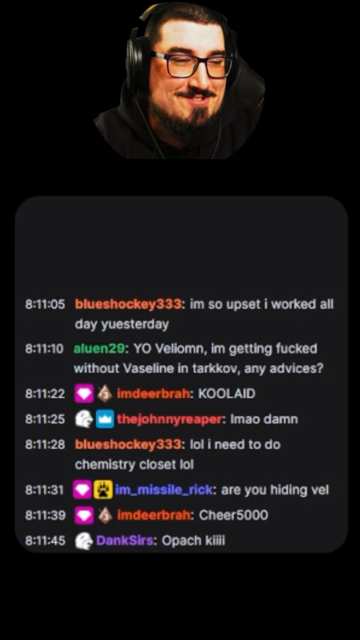 8:11:05 blueshockey333: im so upset i worked all
day yuesterday
8:11:10 aluen29: YO Veliomn, im getting fucked
without Vaseline in tarkkov, any advices?
8:11:22 imdeerbrah: KOOLAID
8:11:25 thejohnnyreaper: lmao damn
8:11:28 blueshockey333: lol i need to do
chemistry closet lol
8:11:31 im_missile_rick: are you hiding vel
8:11:39 imdeerbrah: Cheer5000
8:11:45 DankSirs: Opach kiiii